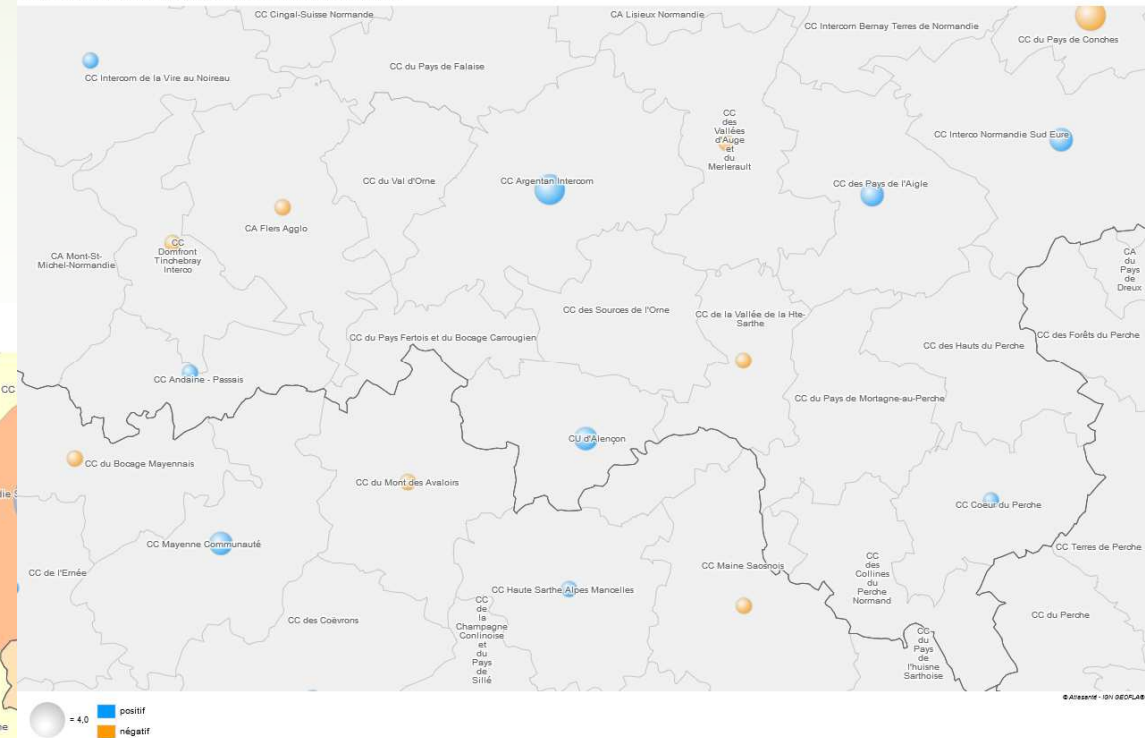 CC Cingal-Suisse Normande
CA Lisieux Normandie
CC Intercom Bernay Terres de Normandie
CC du Pays de Conches
CC Intercom de la Vire au Noireau
CC du Pays de Falaise
CC
des
Vallées
d'Auge
et
du
Merlerault
CC Interco Normandie Sud Eure
CC du Val d'Orne
CC Argentan Intercom
CC des Pays de l'Aigle
CA Flers Agglo
CA Mont-St-
Michel-Normandie
CC
Domfront
Tinchebray
Interco
CA
du
Pays
de
Dreux
CC des Sources de l'Orne
CC de la Vallée de la Hte-
Sarthe
CC du Pays Fertois et du Bocage Carrougien
CC des Hauts du Perche
CC des Forêts du Perche
CC Andaine - Passais
CC
CC du Pays de Mortagne-au-Perche
CU d'Alençon
CC du Bocage Mayennais
CC du Mont des Avaloirs
CC Coeur du Perche
CC Mayenne Communauté
CC Terres de Perche
CC de l'Ernée
CC Haute Sarthe Alpes Mancelles
CC Maine Saosnois
CC
des
Collines
du
Perche
Normand
CC des Coëvrons
CC
de
la
Champagne
Conlinoise
et
du
Pays
de
Sillé
CC du Perche
CC
du
Pays
de
l'huisne
Sarthoise
© Atlasanté - IGN GEOFLA®
= 4,0
positif
négatif